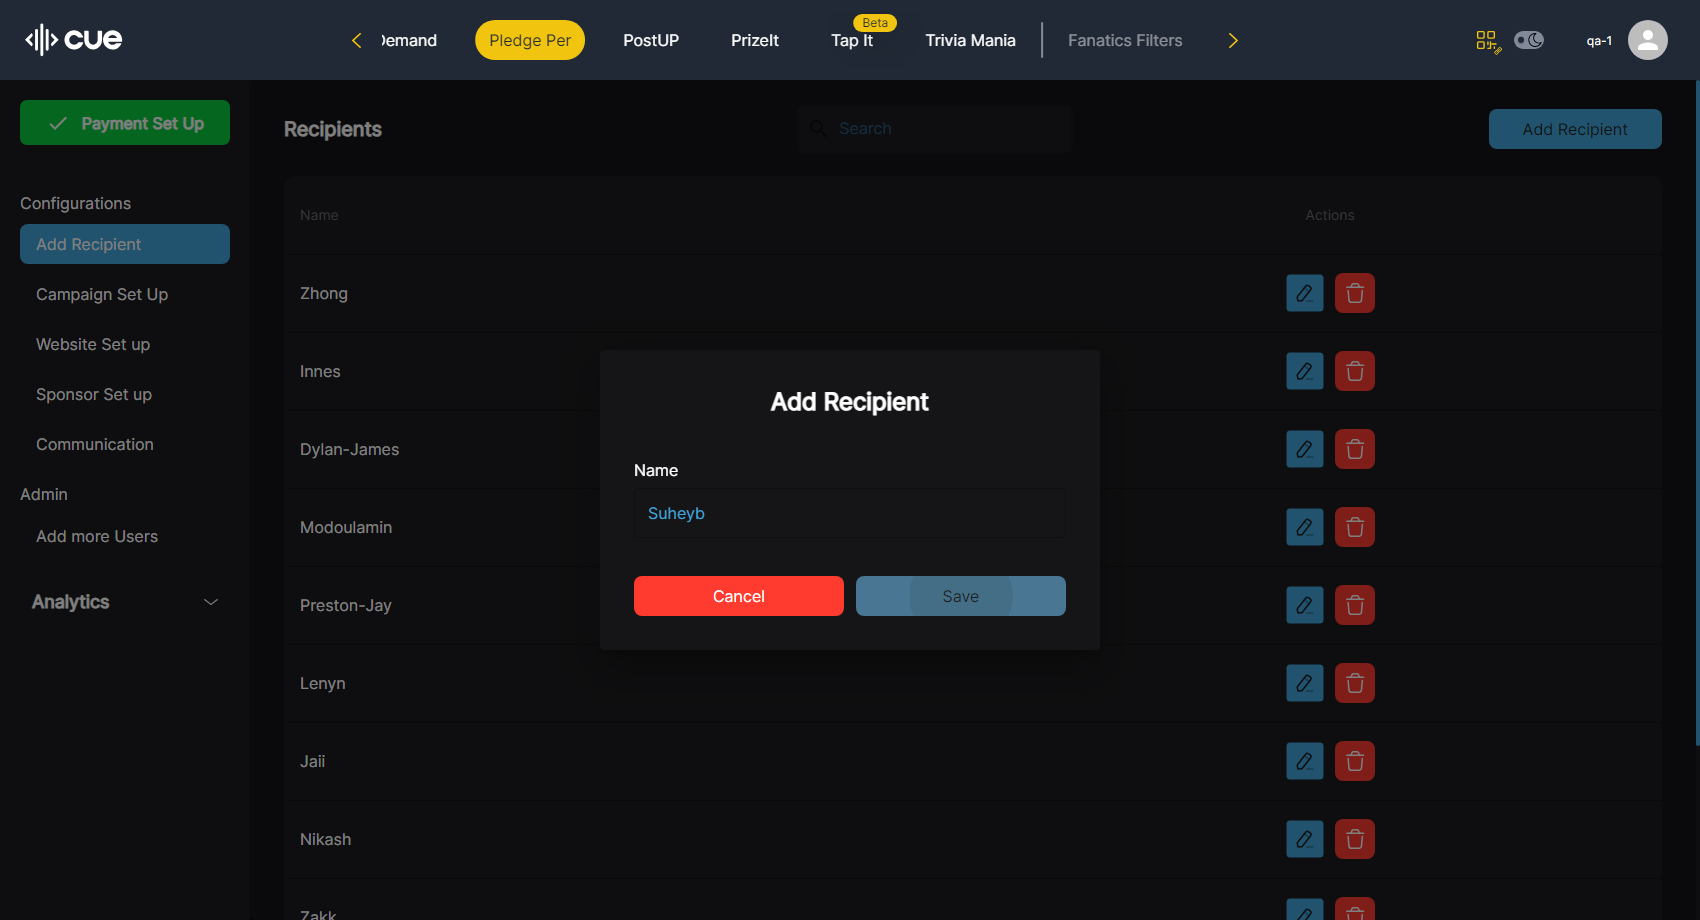 cue
Demand
Pledge Per
PostUP
PrizeIt
Beta
Tap It
Trivia Mania
Fanatics Filters
qa-1
Payment Set Up
Configurations
Add Recipient
Campaign Set Up
Website Set up
Sponsor Set up
Communication
Admin
Add more Users
Analytics
Recipients
Search
Add Recipient
Name
Actions
Zhong
Innes
Dylan-James
Modoulamin
Preston-Jay
Lenyn
Jaii
Nikash
Zakk
Add Recipient
Name
Suheyb
Cancel
Save